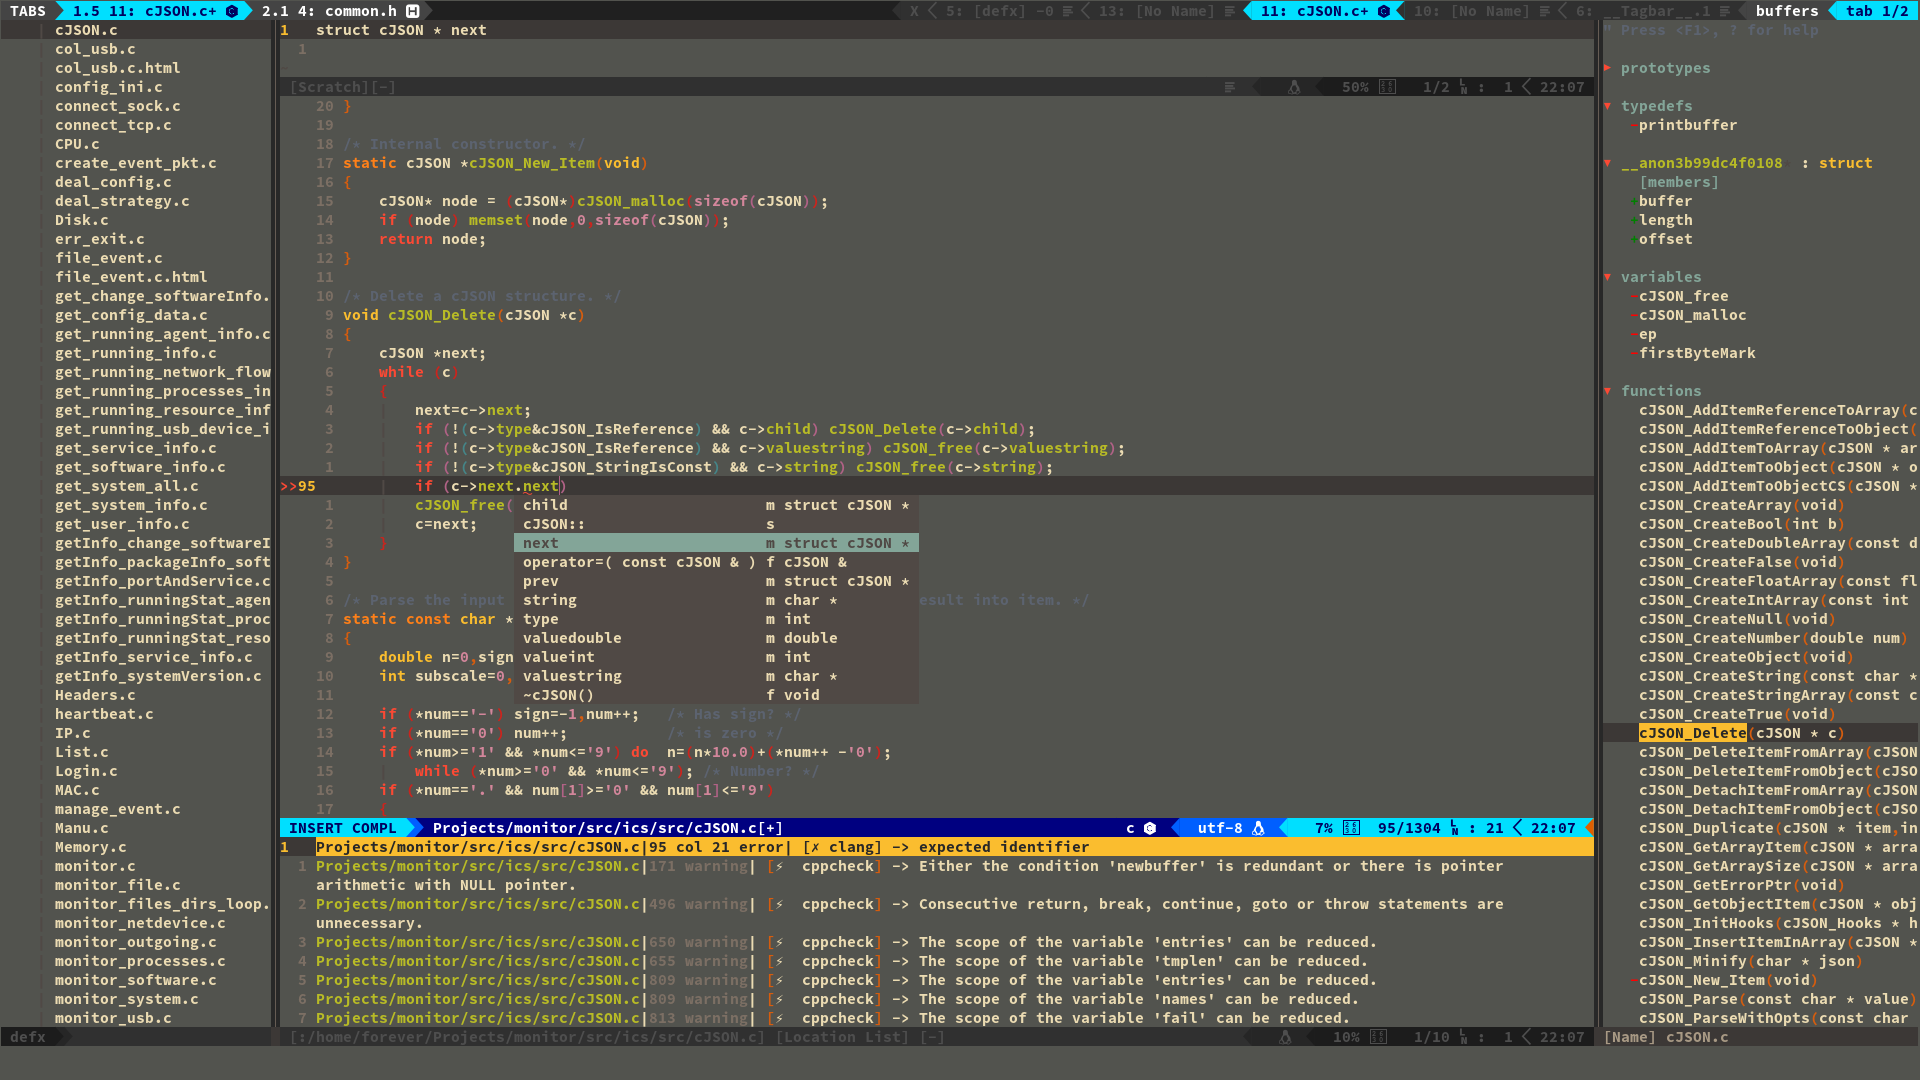 TABS 1.5 11: cJSON.c+ 2.1 4: common.h X 5: [defx] -0 13: [No Name] 11: cJSON.c+ 10: [No Name] 6: __Tagbar__.1 buffers tab 1/2
cJSON.c
col_usb.c
col_usb.c.html
config_ini.c
connect_sock.c
connect_tcp.c
CPU.c
create_event_pkt.c
deal_config.c
deal_strategy.c
Disk.c
err_exit.c
file_event.c
file_event.c.html
get_change_softwareInfo.
get_config_data.c
get_running_agent_info.c
get_running_info.c
get_running_network_flow
get_running_processes_in
get_running_resource_inf
get_running_usb_device_i
get_service_info.c
get_software_info.c
get_system_all.c
get_system_info.c
get_user_info.c
getInfo_change_softwareI
getInfo_packageInfo_soft
getInfo_portAndService.c
getInfo_runningStat_agen
getInfo_runningStat_proc
getInfo_runningStat_reso
getInfo_service_info.c
getInfo_systemVersion.c
Headers.c
heartbeat.c
IP.c
List.c
Login.c
MAC.c
manage_event.c
Manu.c
Memory.c
monitor.c
monitor_file.c
monitor_files_dirs_loop.
monitor_netdevice.c
monitor_outgoing.c
monitor_processes.c
monitor_software.c
monitor_system.c
monitor_usb.c
defx
1 struct cJSON * next
1
[Scratch][-] 50% 1/2 : 1 22:07
20 }
19
18 /* Internal constructor. */
17 static cJSON *cJSON_New_Item(void)
16 {
15 cJSON* node = (cJSON*)cJSON_malloc(sizeof(cJSON));
14 if (node) memset(node,0,sizeof(cJSON));
13 return node;
12 }
11
10 /* Delete a cJSON structure. */
9 void cJSON_Delete(cJSON *c)
8 {
7 cJSON *next;
6 while (c)
5 {
4 next=c->next;
3 if (!(c->type&cJSON_IsReference) && c->child) cJSON_Delete(c->child);
2 if (!(c->type&cJSON_IsReference) && c->valuestring) cJSON_free(c->valuestring);
1 if (!(c->type&cJSON_StringIsConst) && c->string) cJSON_free(c->string);
>>95 if (c->next.next)
1 cJSON_free(
2 c=next;
3 }
4 }
5
6 /* Parse the input esult into item. */
7 static const char *
8 {
9 double n=0,sign
10 int subscale=0,
11
12 if (*num=='-') sign=-1,num++; /* Has sign? */
13 if (*num=='0') num++; /* is zero */
14 if (*num>='1' && *num<='9') do n=(n*10.0)+(*num++ -'0');
15 while (*num>='0' && *num<='9'); /* Number? */
16 if (*num=='.' && num[1]>='0' && num[1]<='9')
17 {
child m struct cJSON *
cJSON:: s
next m struct cJSON *
operator=( const cJSON & ) f cJSON &
prev m struct cJSON *
string m char *
type m int
valuedouble m double
valueint m int
valuestring m char *
~cJSON() f void
INSERT COMPL Projects/monitor/src/ics/src/cJSON.c[+] c utf-8 7% 95/1304 : 21 22:07
1 Projects/monitor/src/ics/src/cJSON.c|95 col 21 error| [✗ clang] -> expected identifier
1 Projects/monitor/src/ics/src/cJSON.c|171 warning| [⚡ cppcheck] -> Either the condition 'newbuffer' is redundant or there is pointer
arithmetic with NULL pointer.
2 Projects/monitor/src/ics/src/cJSON.c|496 warning| [⚡ cppcheck] -> Consecutive return, break, continue, goto or throw statements are
unnecessary.
3 Projects/monitor/src/ics/src/cJSON.c|650 warning| [⚡ cppcheck] -> The scope of the variable 'entries' can be reduced.
4 Projects/monitor/src/ics/src/cJSON.c|655 warning| [⚡ cppcheck] -> The scope of the variable 'tmplen' can be reduced.
5 Projects/monitor/src/ics/src/cJSON.c|809 warning| [⚡ cppcheck] -> The scope of the variable 'entries' can be reduced.
6 Projects/monitor/src/ics/src/cJSON.c|809 warning| [⚡ cppcheck] -> The scope of the variable 'names' can be reduced.
7 Projects/monitor/src/ics/src/cJSON.c|813 warning| [⚡ cppcheck] -> The scope of the variable 'fail' can be reduced.
[:/home/forever/Projects/monitor/src/ics/src/cJSON.c] [Location List] [-] 10% 1/10 : 1 22:07
" Press <F1>, ? for help
▸ prototypes
▾ typedefs
-printbuffer
▾ __anon3b99dc4f0108 : struct
[members]
+buffer
+length
+offset
▾ variables
-cJSON_free
-cJSON_malloc
-ep
-firstByteMark
▾ functions
cJSON_AddItemReferenceToArray(c
cJSON_AddItemReferenceToObject(
cJSON_AddItemToArray(cJSON * ar
cJSON_AddItemToObject(cJSON * o
cJSON_AddItemToObjectCS(cJSON *
cJSON_CreateArray(void)
cJSON_CreateBool(int b)
cJSON_CreateDoubleArray(const d
cJSON_CreateFalse(void)
cJSON_CreateFloatArray(const fl
cJSON_CreateIntArray(const int
cJSON_CreateNull(void)
cJSON_CreateNumber(double num)
cJSON_CreateObject(void)
cJSON_CreateString(const char *
cJSON_CreateStringArray(const c
cJSON_CreateTrue(void)
cJSON_Delete(cJSON * c)
cJSON_DeleteItemFromArray(cJSON
cJSON_DeleteItemFromObject(cJSO
cJSON_DetachItemFromArray(cJSON
cJSON_DetachItemFromObject(cJSO
cJSON_Duplicate(cJSON * item,in
cJSON_GetArrayItem(cJSON * arra
cJSON_GetArraySize(cJSON * arra
cJSON_GetErrorPtr(void)
cJSON_GetObjectItem(cJSON * obj
cJSON_InitHooks(cJSON_Hooks * h
cJSON_InsertItemInArray(cJSON *
cJSON_Minify(char * json)
-cJSON_New_Item(void)
cJSON_Parse(const char * value)
cJSON_ParseWithOpts(const char
[Name] cJSON.c